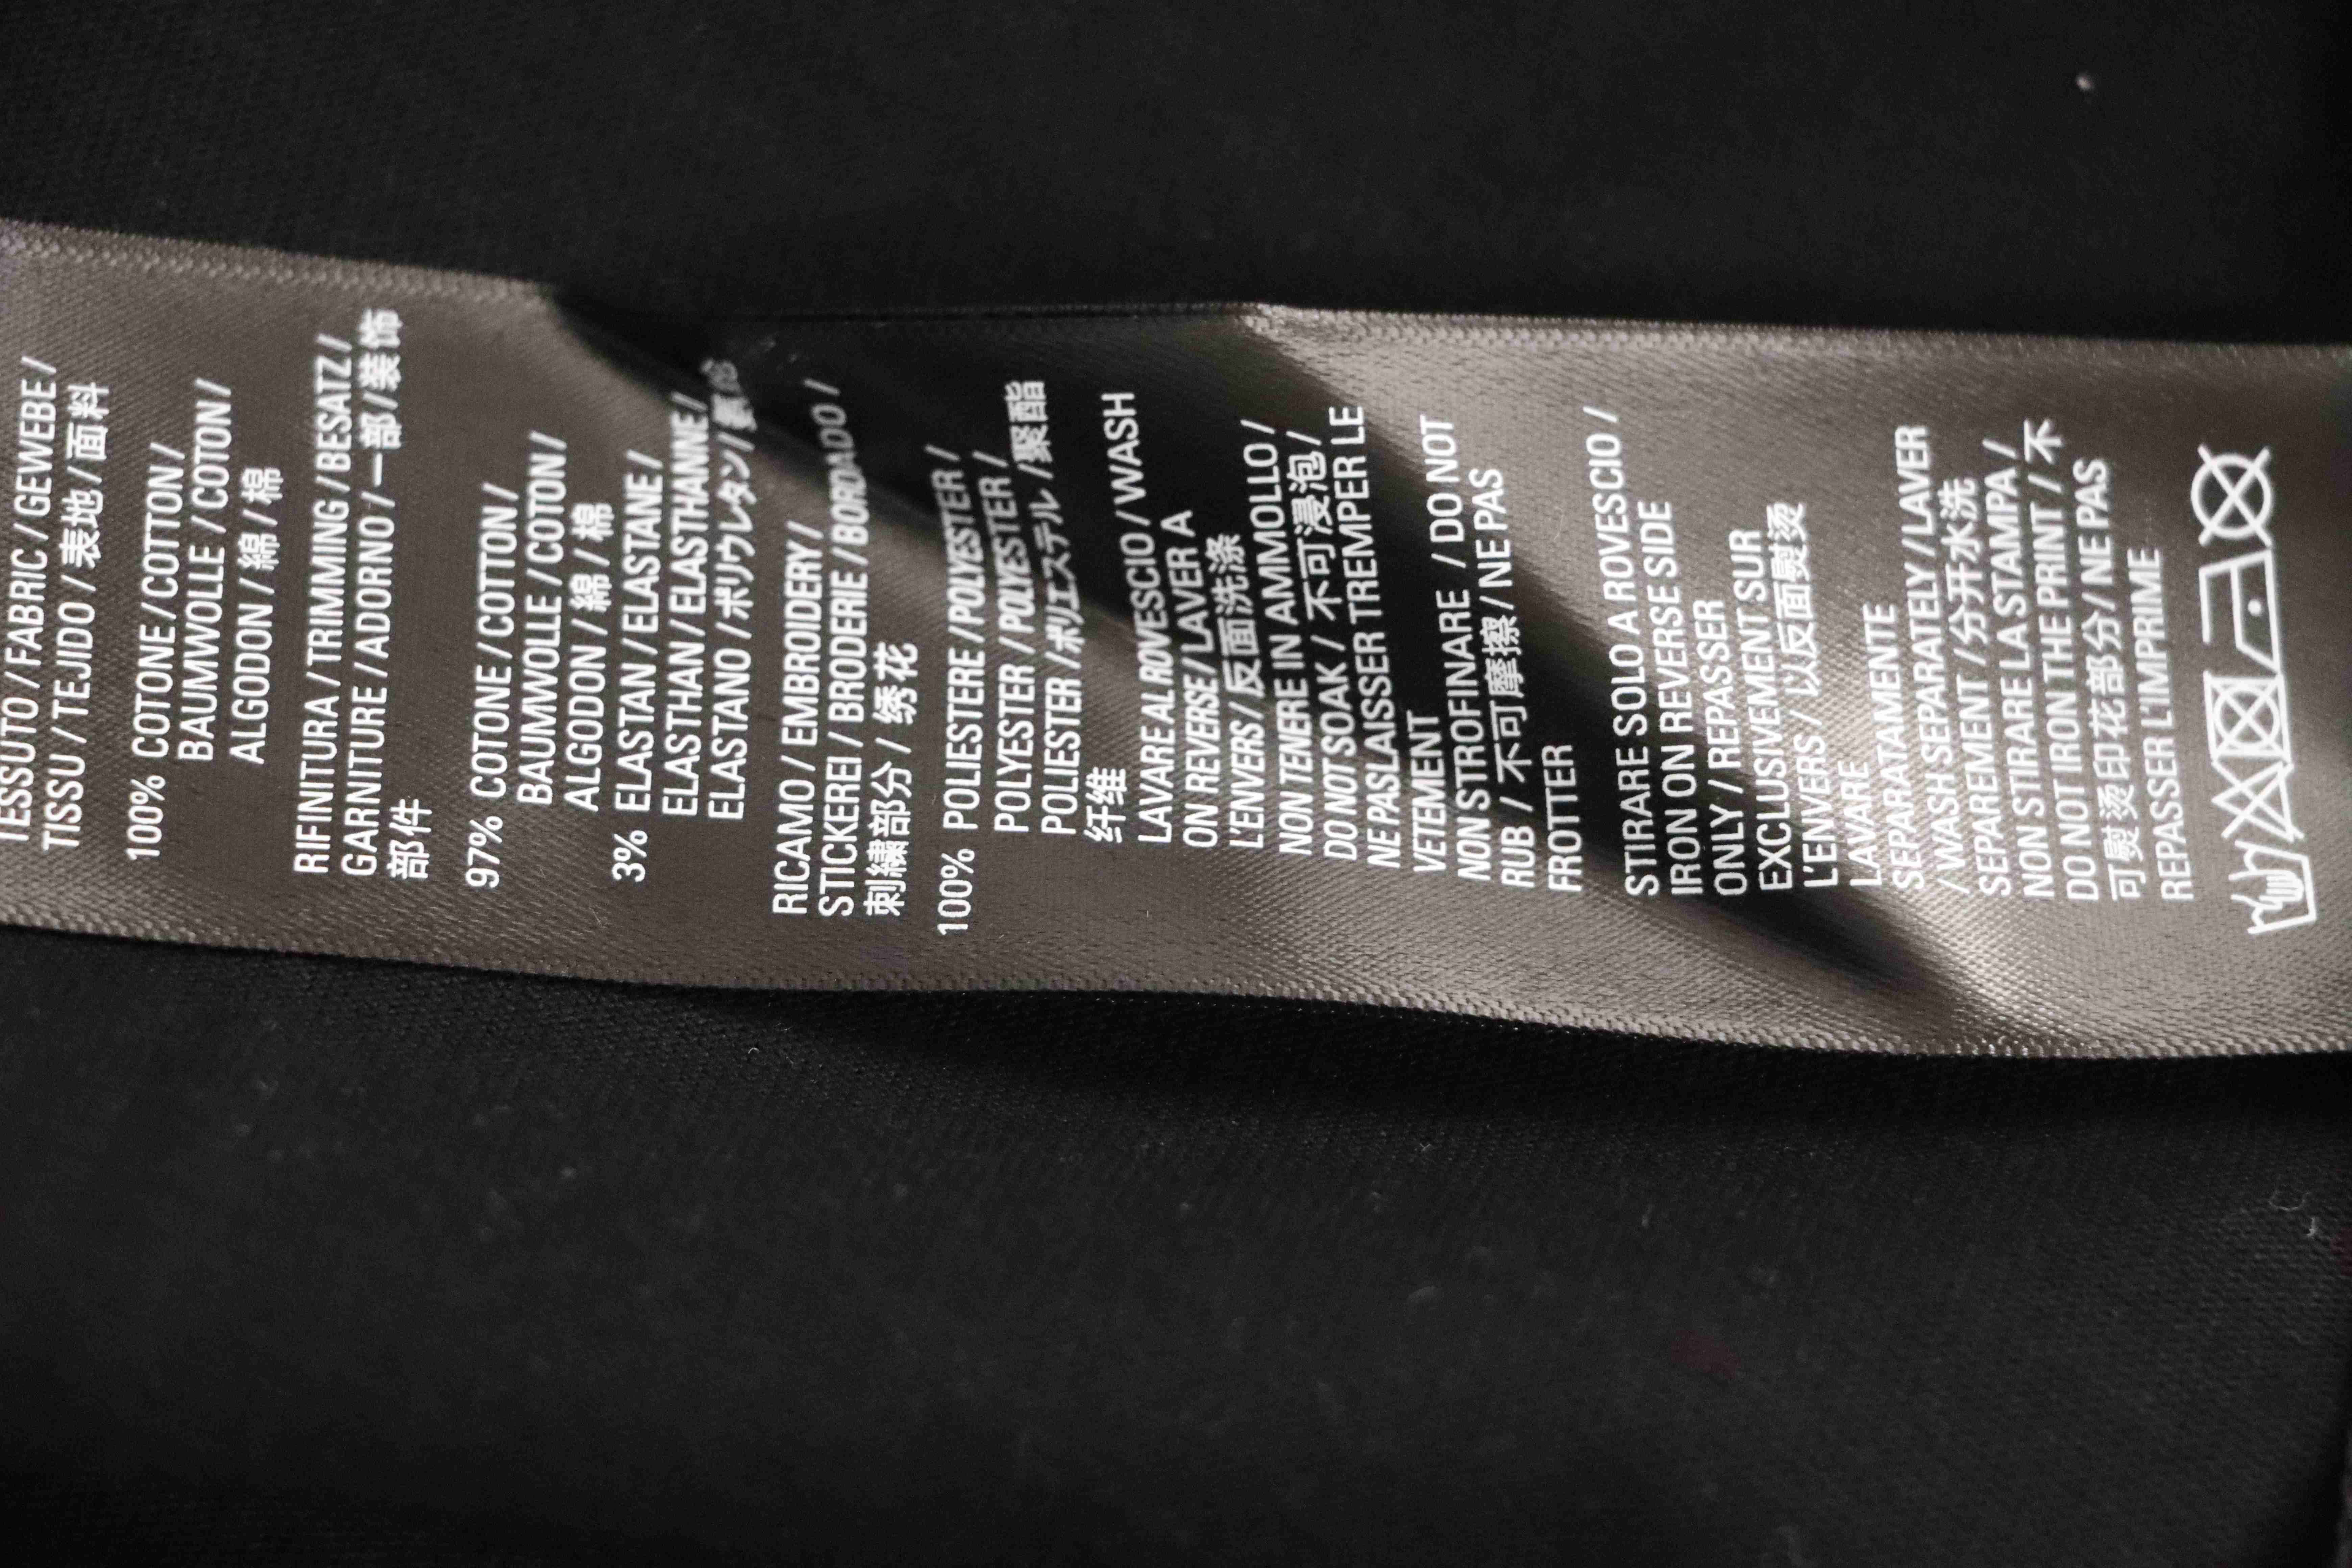 TESSUTO / FABRIC / GEWEBE /
TISSU / TEJIDO / 表地 / 面料
100% COTONE / COTTON /
BAUMWOLLE / COTON /
ALGODON / 綿 / 棉
RIFINITURA / TRIMMING / BESATZ /
GARNITURE / ADORNO / 一部 / 装饰
部件
97% COTONE / COTTON /
BAUMWOLLE / COTON /
ALGODON / 綿 / 棉
3% ELASTAN / ELASTANE /
ELASTHAN / ELASTHANNE /
ELASTANO / ポリウレタン /
RICAMO / EMBROIDERY /
STICKEREI / BRODERIE / BORDADO /
刺繍部分 / 绣花
100% POLIESTERE / POLYESTER /
POLYESTER / POLYESTER /
POLIESTER / ポリエステル / 聚酯
纤维
LAVARE AL ROVESCIO / WASH
ON REVERSE / LAVER A
L'ENVERS / 反面洗涤
NON TENERE IN AMMOLLO /
DO NOT SOAK / 不可浸泡 /
NE PAS LAISSER TREMPER LE
VETEMENT
NON STROFINARE / DO NOT
RUB / 不可摩擦 / NE PAS
FROTTER
STIRARE SOLO A ROVESCIO /
IRON ON REVERSE SIDE
ONLY / REPASSER
EXCLUSIVEMENT SUR
L'ENVERS / 以反面熨烫
LAVARE
SEPARATAMENTE
/ WASH SEPARATELY / LAVER
SEPAREMENT / 分开水洗
NON STIRARE LA STAMPA /
DO NOT IRON THE PRINT / 不
可熨烫印花部分 / NE PAS
REPASSER L'IMPRIME